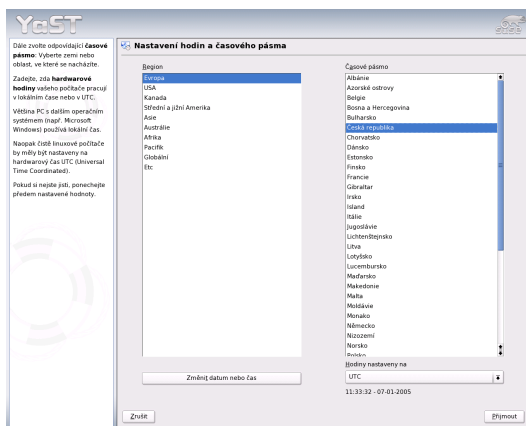 YaST
SUSE
Dále zvolte odpovídající časové
pásmo: Vyberte zemi nebo
oblast, ve které se nacházíte.
Zadejte, zda hardwarové
hodiny vašeho počítače pracují
v lokálním čase nebo v UTC.
Většina PC s dalším operačním
systémem (např. Microsoft
Windows) používá lokální čas.
Naopak čistě linuxové počítače
by měly být nastaveny na
hardwarový čas UTC (Universal
Time Coordinated).
Pokud si nejste jisti, ponechejte
předem nastavené hodnoty.
Nastavení hodin a časového pásma
Region
Evropa
USA
Kanada
Střední a jižní Amerika
Asie
Austrálie
Afrika
Pacifik
Globální
Etc
Změnit datum nebo čas
Časové pásmo
Albánie
Azorské ostrovy
Belgie
Bosna a Hercegovina
Bulharsko
Česká republika
Chorvatsko
Dánsko
Estonsko
Finsko
Francie
Gibraltar
Irsko
Island
Itálie
Jugoslávie
Lichtenštejnsko
Litva
Lotyšsko
Lucembursko
Maďarsko
Makedonie
Malta
Moldávie
Monako
Německo
Nizozemí
Norsko
Polsko
Hodiny nastaveny na
UTC
11:33:32 - 07-01-2005
Zrušit
Přijmout